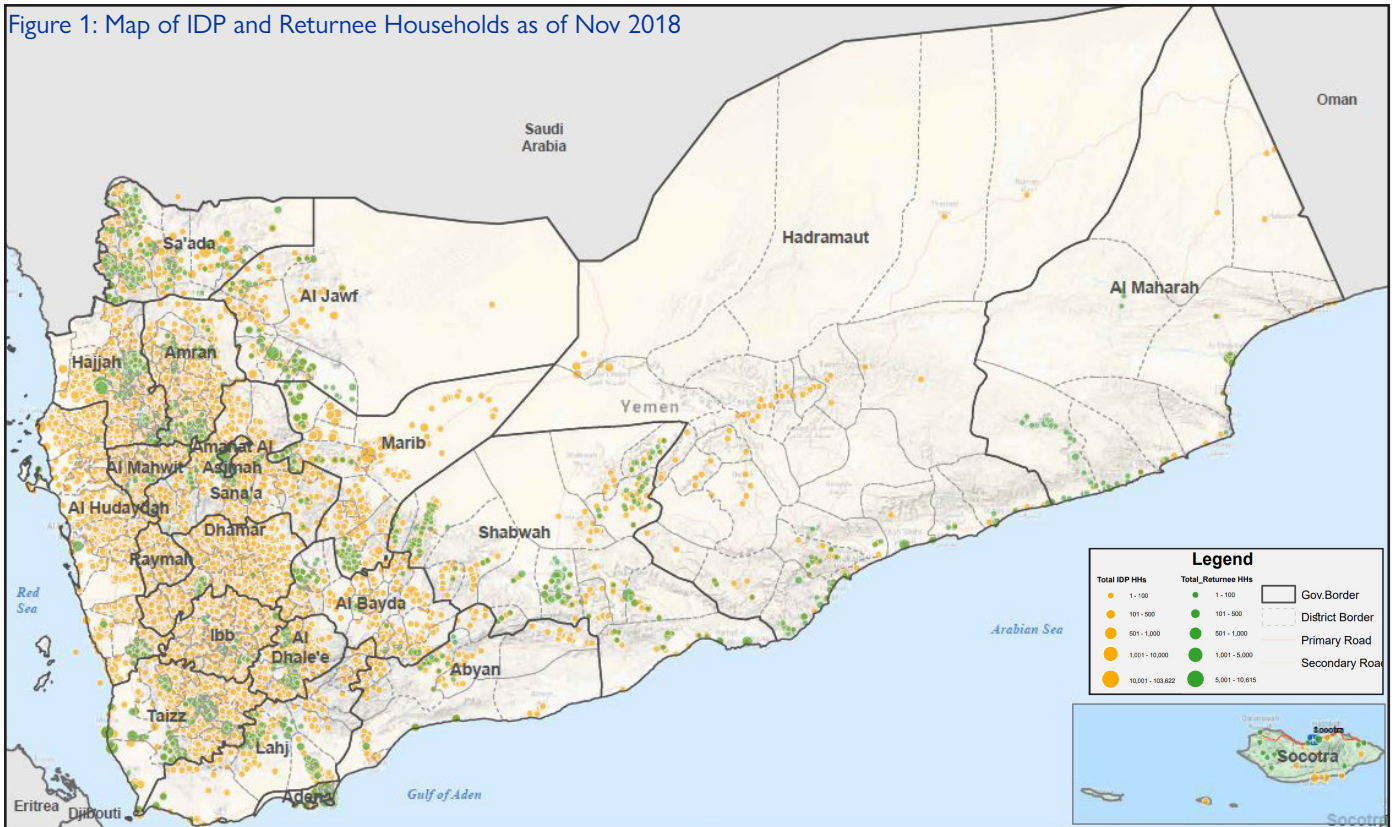 Figure 1: Map of IDP and Returnee Households as of Nov 2018
Oman
Saudi
Arabia
Sa'ada
Hadramaut
Al Jawf
Al Maharah
Hajjah
Amran
Yemen
Marib
Amanat Al
Asimah
Al Mahwit
Sana'a
Al Hudaydah
Dhamar
Shabwah
Raymah
Red
Sea
Al Bayda
Ibb
Al
Dhale'e
Arabian Sea
Abyan
Taizz
Lahj
Aden
Gulf of Aden
Eritrea
Djibouti
Legend
Total IDP HHs
1 - 100
101 - 500
501 - 1,000
1,001 - 10,000
10,001 - 103,622
Total_Returnee HHs
1 - 100
101 - 500
501 - 1,000
1,001 - 5,000
5,001 - 10,615
Gov.Border
District Border
Primary Road
Secondary Road
Socotra
Socotra
Socotra